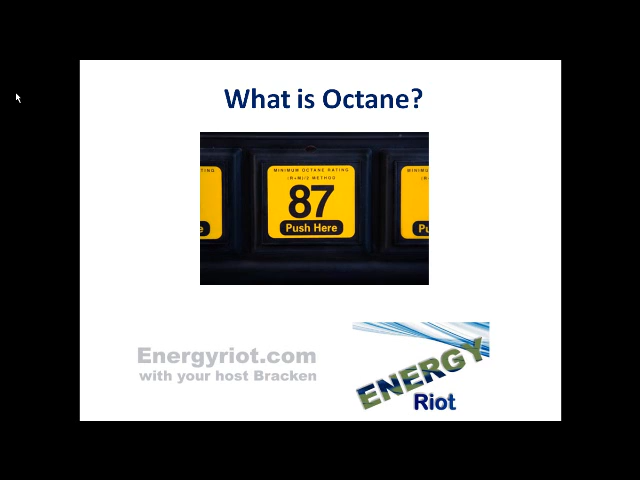 What is Octane?
MINIMUM OCTANE RATING
(R+M)/2 METHOD
87
Push Here
Energyriot.com
with your host Bracken
ENERGY
Riot